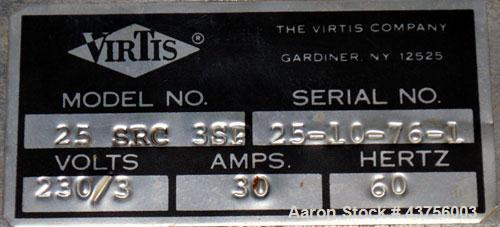 VIRTIS ®
THE VIRTIS COMPANY
GARDINER, NY 12525
MODEL NO. SERIAL NO.
25 SRC 3SP 25-10-76-1
VOLTS AMPS. HERTZ
230/3 30 60
Aaron Stock # 43756003